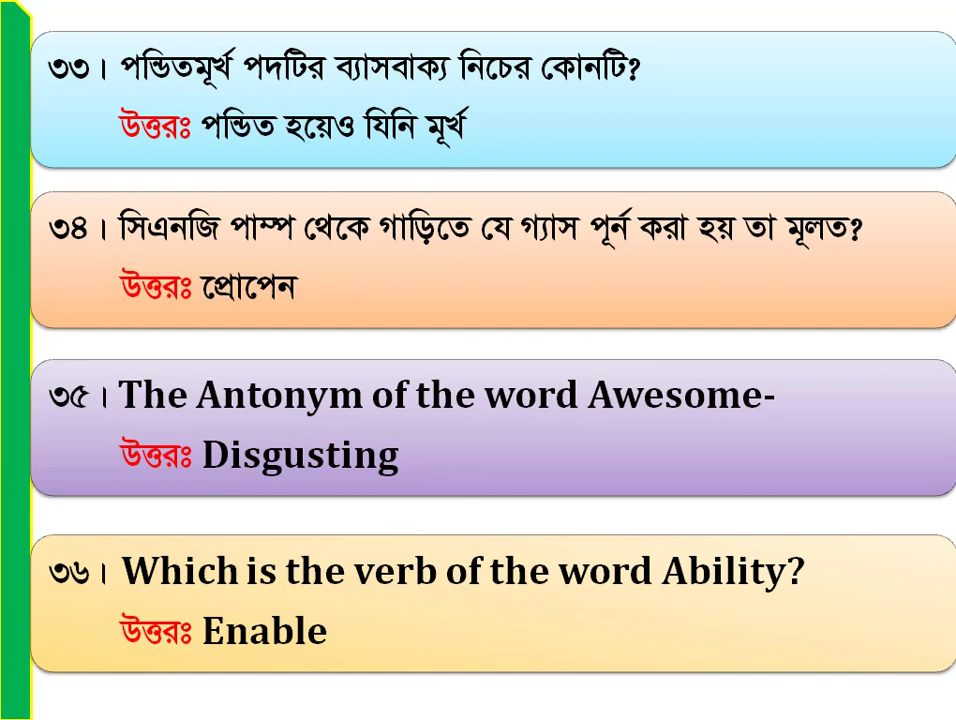 ৩৩। পন্ডিতমূর্খ পদটির ব্যাসবাক্য নিচের কোনটি?
উত্তরঃ পন্ডিত হয়েও যিনি মূর্খ
৩৪। সিএনজি পাম্প থেকে গাড়িতে যে গ্যাস পূর্ন করা হয় তা মূলত?
উত্তরঃ প্রোপেন
৩৫। The Antonym of the word Awesome-
উত্তরঃ Disgusting
৩৬। Which is the verb of the word Ability?
উত্তরঃ Enable